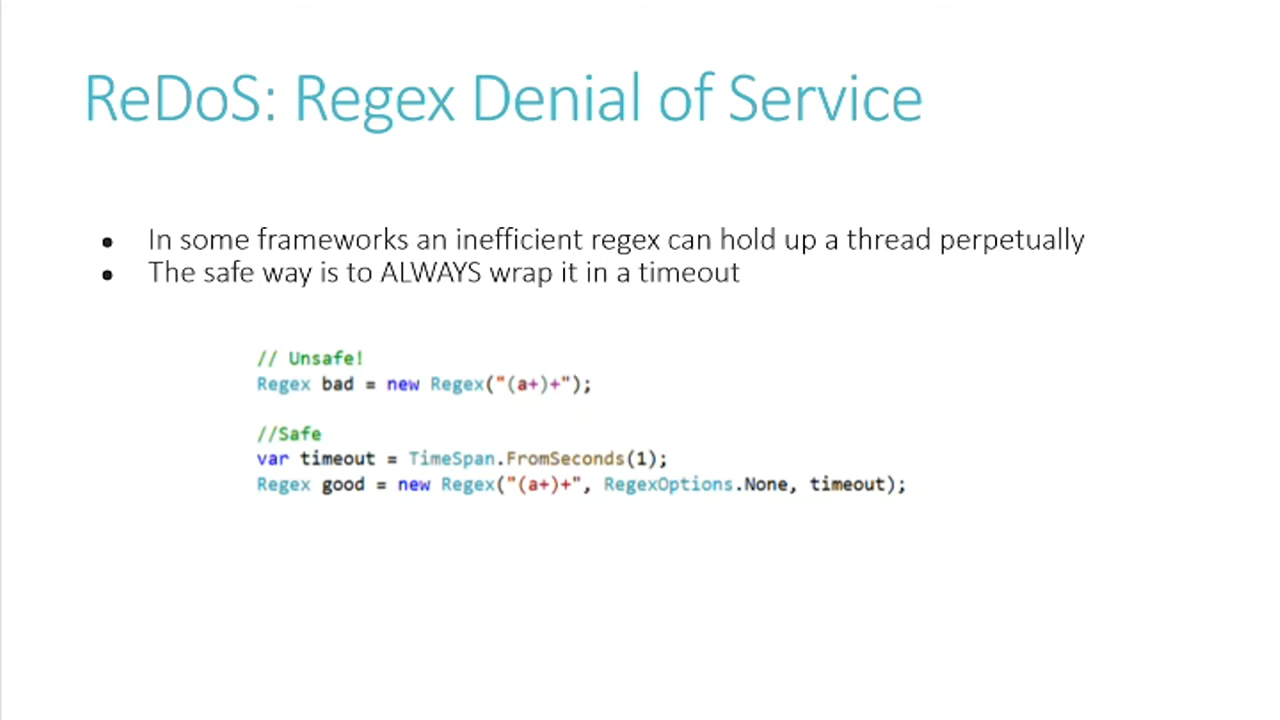 ReDoS: Regex Denial of Service
● In some frameworks an inefficient regex can hold up a thread perpetually
● The safe way is to ALWAYS wrap it in a timeout
// Unsafe!
Regex bad = new Regex("(a+)+");
//Safe
var timeout = TimeSpan.FromSeconds(1);
Regex good = new Regex("(a+)+", RegexOptions.None, timeout);